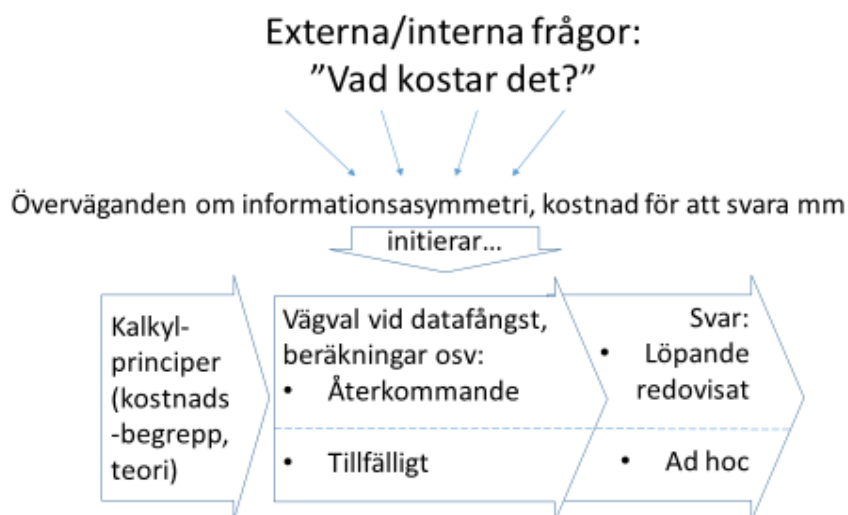 Externa/interna frågor:
”Vad kostar det?”
Överväganden om informationsasymmetri, kostnad för att svara mm
initierar...
Kalkyl-
principer
(kostnads
-begrepp,
teori)
Vägval vid datafångst,
beräkningar osv:
• Återkommande
• Tillfälligt
Svar:
• Löpande
redovisat
• Ad hoc